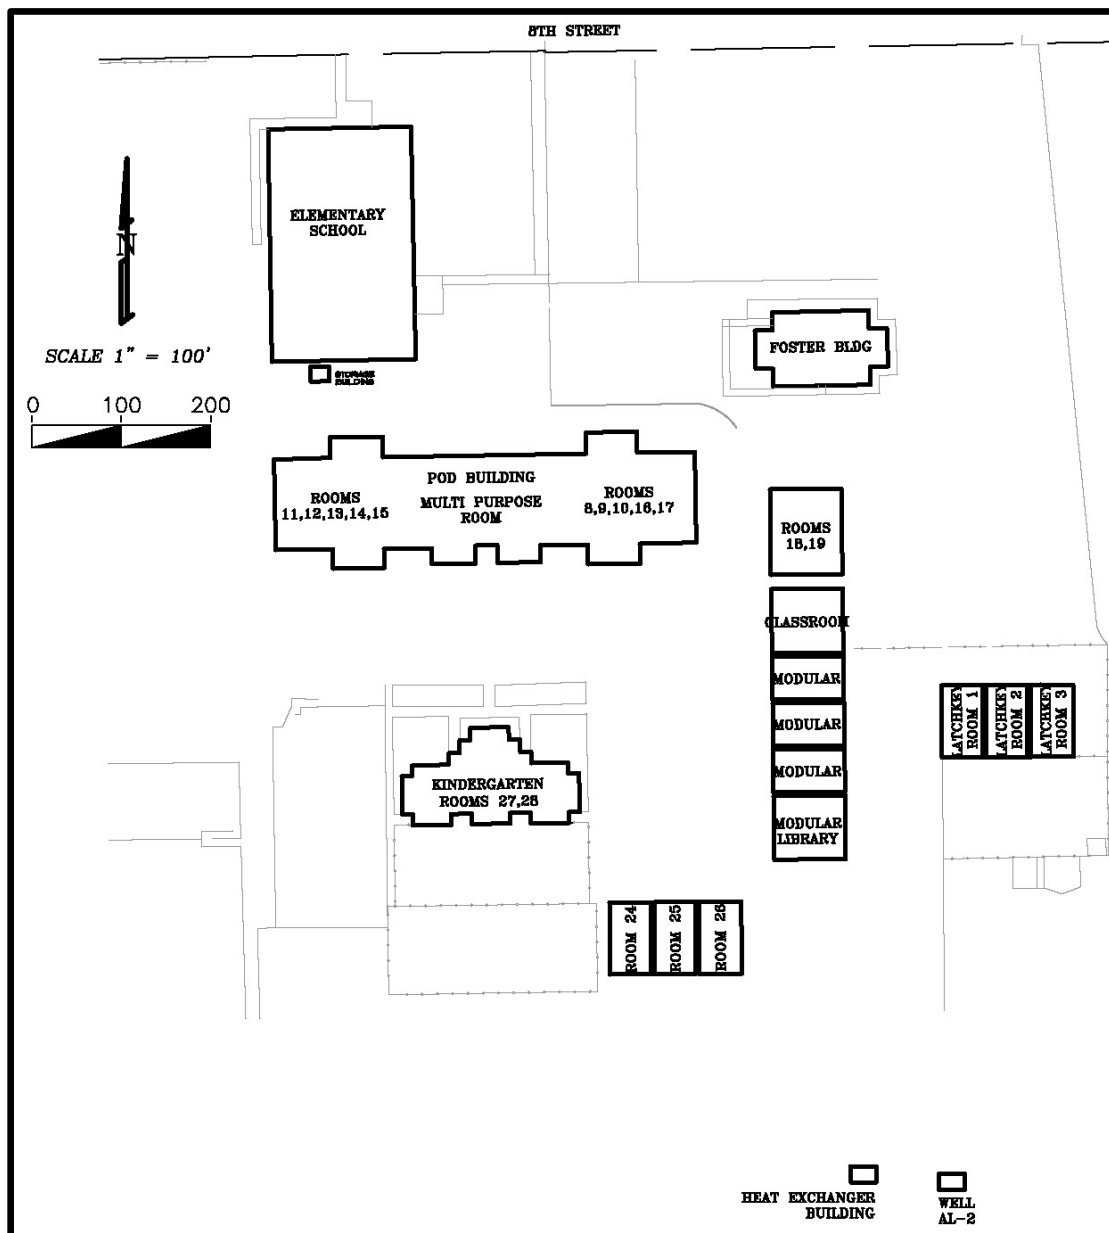 8TH STREET
ELEMENTARY
SCHOOL
N
SCALE 1" = 100'
0 100 200
STORAGE
BUILDING
FOSTER BLDG
POD BUILDING
MULTI PURPOSE
ROOM
ROOMS
11,12,13,14,15
ROOMS
8,9,10,16,17
ROOMS
18,19
CLASSROOM
MODULAR
MODULAR
MODULAR
MODULAR
LIBRARY
LATCHKEY
ROOM 1
LATCHKEY
ROOM 2
LATCHKEY
ROOM 3
KINDERGARTEN
ROOMS 27,28
ROOM 24
ROOM 25
ROOM 26
HEAT EXCHANGER
BUILDING
WELL
AL-2